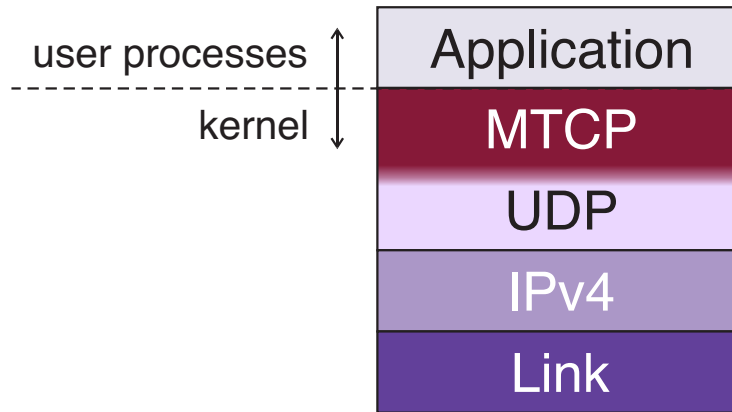 user processes
kernel
Application
MTCP
UDP
IPv4
Link